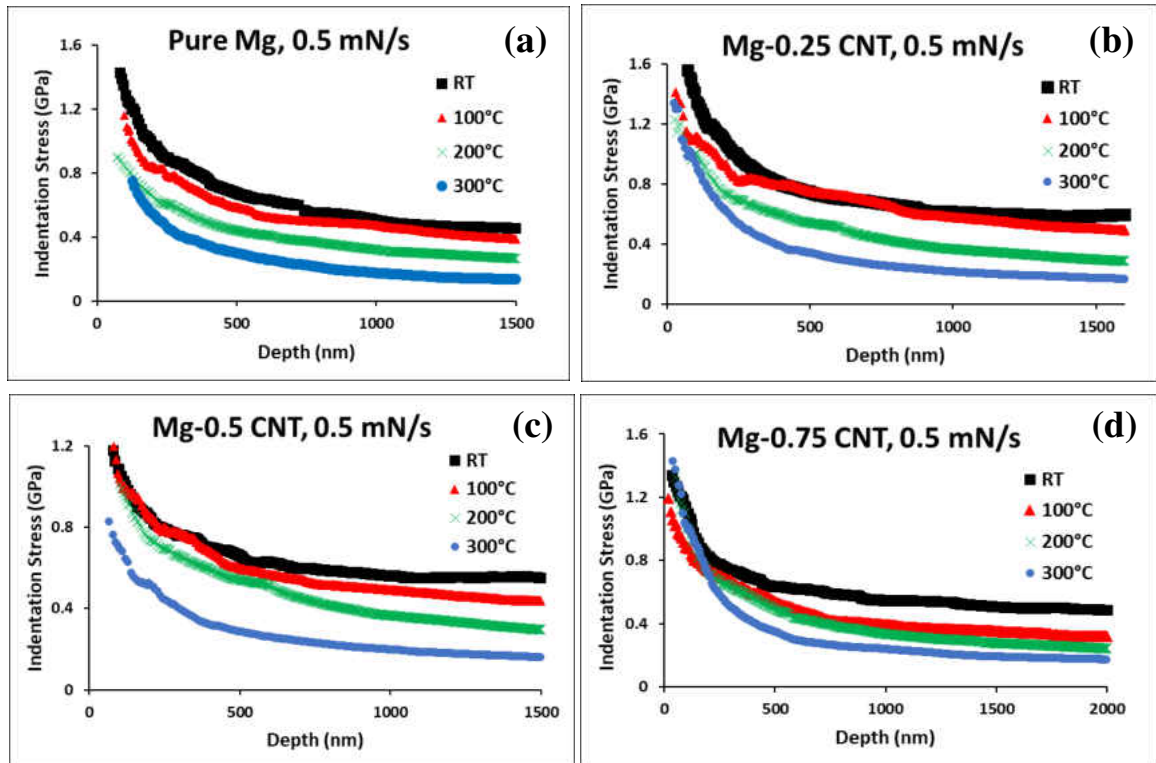 Pure Mg, 0.5 mN/s
(a)
1.6
1.2
0.8
0.4
0
Indentation Stress (GPa)
RT
100°C
200°C
300°C
0 500 1000 1500
Depth (nm)
Mg-0.25 CNT, 0.5 mN/s
(b)
1.6
1.2
0.8
0.4
0
Indentation Stress (GPa)
RT
100°C
200°C
300°C
0 500 1000 1500
Depth (nm)
Mg-0.5 CNT, 0.5 mN/s
(c)
1.2
0.8
0.4
0
Indentation Stress (GPa)
RT
100°C
200°C
300°C
0 500 1000 1500
Depth (nm)
Mg-0.75 CNT, 0.5 mN/s
(d)
1.6
1.2
0.8
0.4
0
Indentation Stress (GPa)
RT
100°C
200°C
300°C
0 500 1000 1500 2000
Depth (nm)